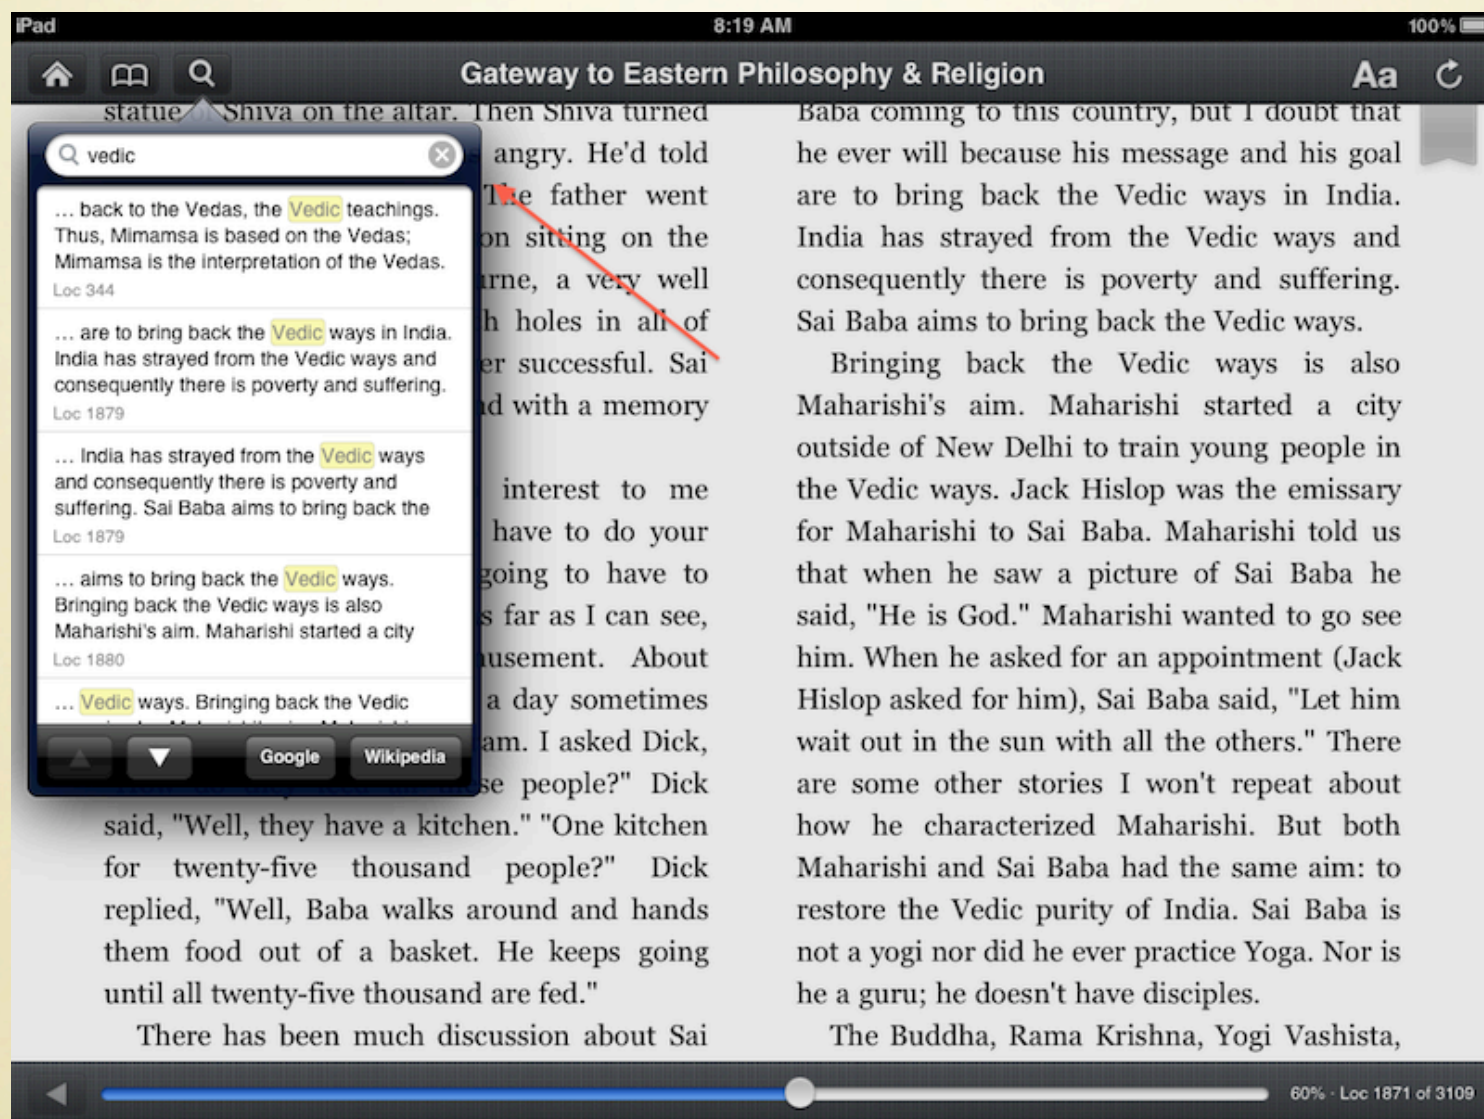 iPad
8:19 AM
100%
Gateway to Eastern Philosophy & Religion
Aa
vedic
… back to the Vedas, the Vedic teachings.
Thus, Mimamsa is based on the Vedas;
Mimamsa is the interpretation of the Vedas.
Loc 344
… are to bring back the Vedic ways in India.
India has strayed from the Vedic ways and
consequently there is poverty and suffering.
Loc 1879
… India has strayed from the Vedic ways
and consequently there is poverty and
suffering. Sai Baba aims to bring back the
Loc 1879
… aims to bring back the Vedic ways.
Bringing back the Vedic ways is also
Maharishi's aim. Maharishi started a city
Loc 1880
… Vedic ways. Bringing back the Vedic
Google
Wikipedia
statue of Shiva on the altar. Then Shiva turned
angry. He'd told
The father went
on sitting on the
a very well
holes in all of
successful. Sai
with a memory
interest to me
have to do your
going to have to
far as I can see,
About
a day sometimes
I asked Dick,
people?" Dick
said, "Well, they have a kitchen." "One kitchen
for twenty-five thousand people?" Dick
replied, "Well, Baba walks around and hands
them food out of a basket. He keeps going
until all twenty-five thousand are fed."
There has been much discussion about Sai
Baba coming to this country, but I doubt that
he ever will because his message and his goal
are to bring back the Vedic ways in India.
India has strayed from the Vedic ways and
consequently there is poverty and suffering.
Sai Baba aims to bring back the Vedic ways.
Bringing back the Vedic ways is also
Maharishi's aim. Maharishi started a city
outside of New Delhi to train young people in
the Vedic ways. Jack Hislop was the emissary
for Maharishi to Sai Baba. Maharishi told us
that when he saw a picture of Sai Baba he
said, "He is God." Maharishi wanted to go see
him. When he asked for an appointment (Jack
Hislop asked for him), Sai Baba said, "Let him
wait out in the sun with all the others." There
are some other stories I won't repeat about
how he characterized Maharishi. But both
Maharishi and Sai Baba had the same aim: to
restore the Vedic purity of India. Sai Baba is
not a yogi nor did he ever practice Yoga. Nor is
he a guru; he doesn't have disciples.
The Buddha, Rama Krishna, Yogi Vashista,
60% · Loc 1871 of 3109